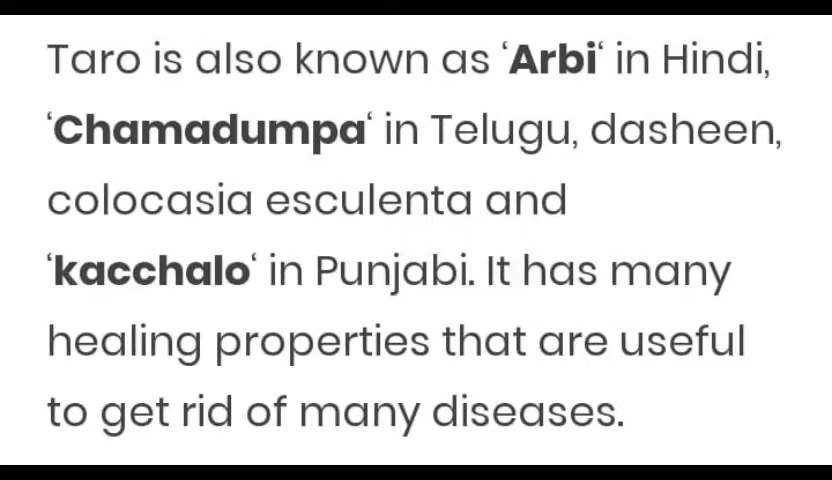 Taro is also known as ‘Arbi‘ in Hindi,
‘Chamadumpa‘ in Telugu, dasheen,
colocasia esculenta and
‘kacchalo‘ in Punjabi. It has many
healing properties that are useful
to get rid of many diseases.